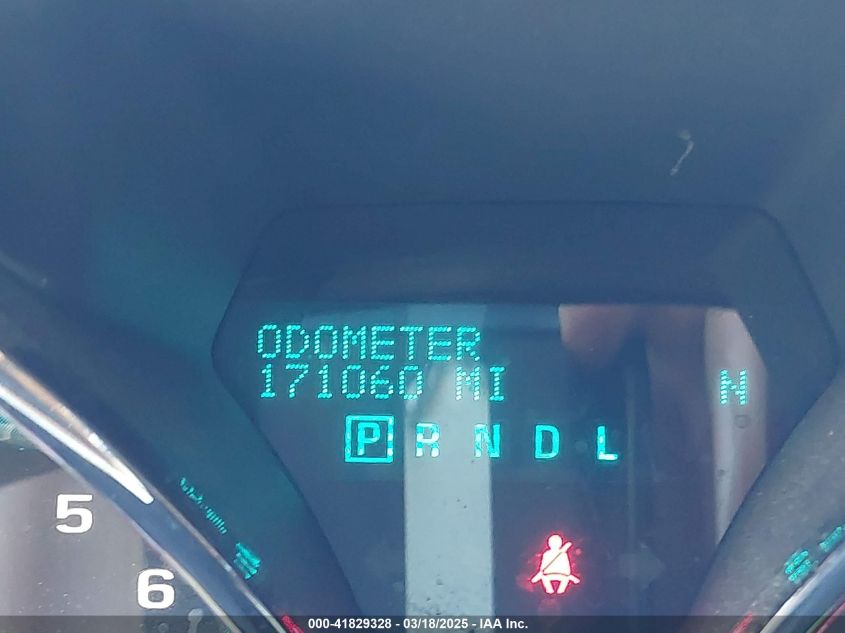 ODOMETER
171060 MI
N
P R N D L
5
6
000-41829328 / 03/18/2025 - IAA Inc.